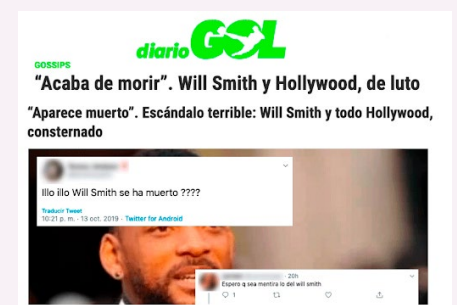 diario GOL
GOSSIPS
“Acaba de morir”. Will Smith y Hollywood, de luto
“Aparece muerto”. Escándalo terrible: Will Smith y todo Hollywood,
consternado
Illo illo Will Smith se ha muerto ????
Traducir Tweet
10:21 p. m. · 13 oct. 2019 · Twitter for Android
· 20h
Espero q sea mentira lo del will smith
1